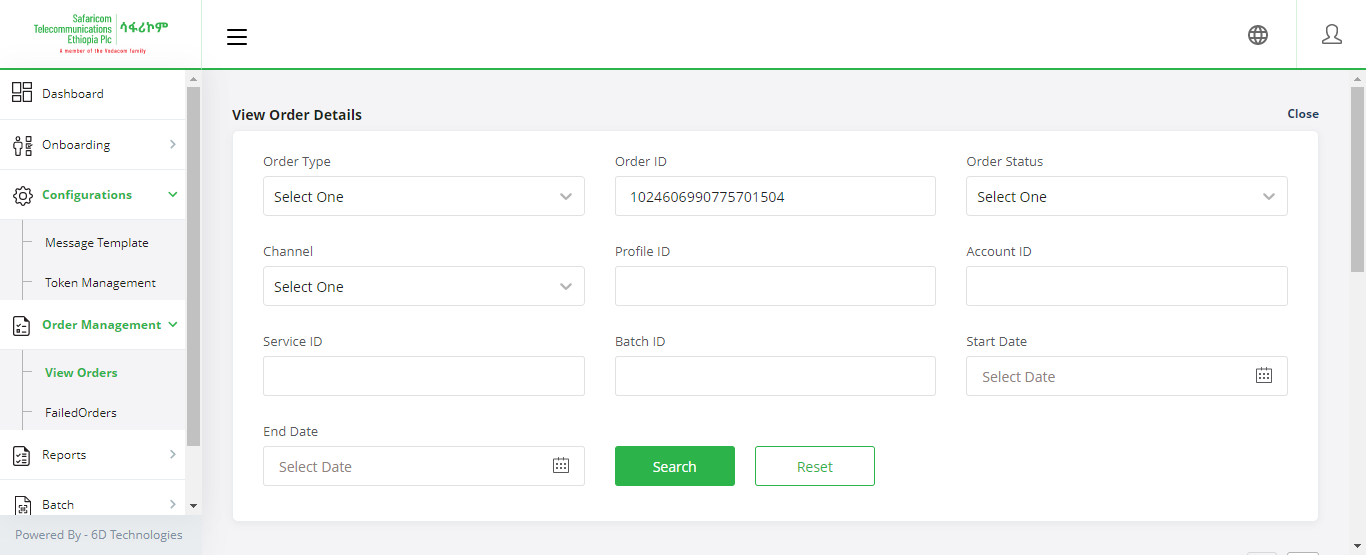 Safaricom
Telecommunications
Ethiopia Plc
ሳፋሪኮም
A member of the Vodacom family
Dashboard
Onboarding
Configurations
Message Template
Token Management
Order Management
View Orders
FailedOrders
Reports
Batch
Powered By - 6D Technologies
View Order Details
Close
Order Type
Order ID
Order Status
Select One
1024606990775701504
Select One
Channel
Profile ID
Account ID
Select One
Service ID
Batch ID
Start Date
Select Date
End Date
Select Date
Search
Reset